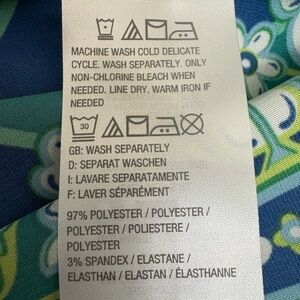 MACHINE WASH COLD DELICATE
CYCLE. WASH SEPARATELY. ONLY
NON-CHLORINE BLEACH WHEN
NEEDED. LINE DRY. WARM IRON IF
NEEDED
30
GB: WASH SEPARATELY
D: SEPARAT WASCHEN
I: LAVARE SEPARATAMENTE
F: LAVER SÉPARÉMENT
97% POLYESTER / POLYESTER /
POLYESTER / POLIESTERE /
POLYESTER
3% SPANDEX / ELASTANE /
ELASTHAN / ELASTAN / ÉLASTHANNE